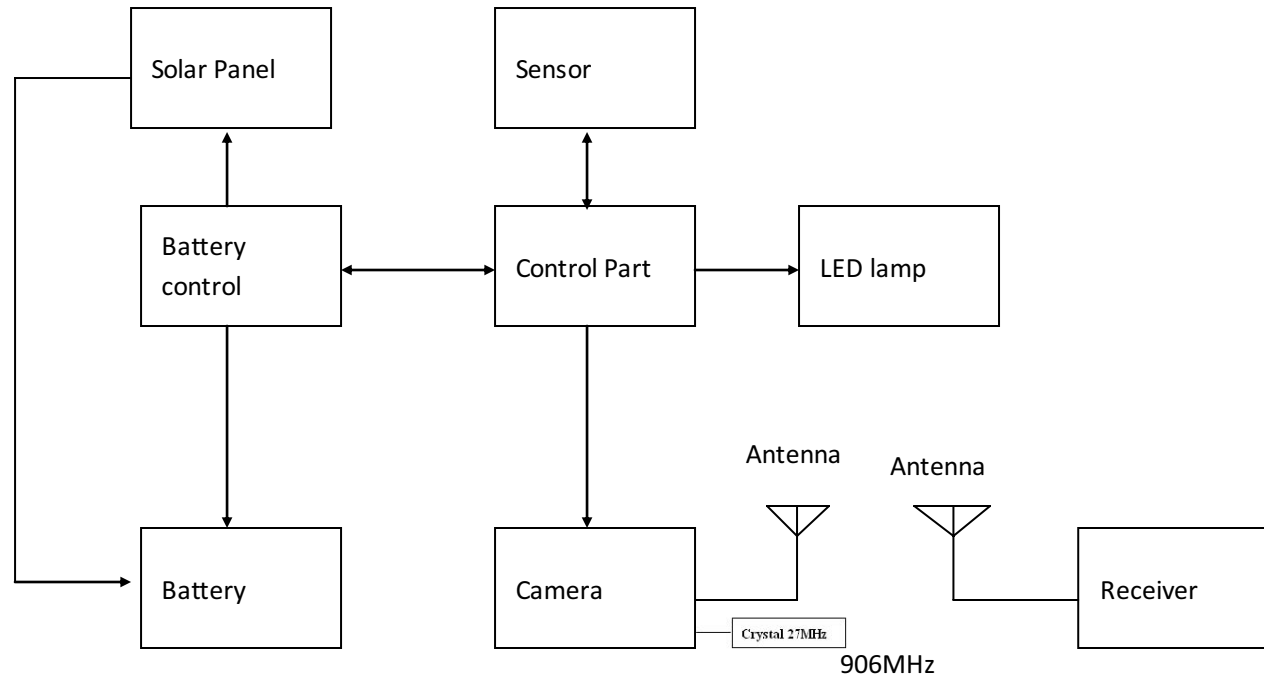 Solar Panel
Sensor
Battery
control
Control Part
LED lamp
Antenna
Antenna
Battery
Camera
Receiver
Crystal 27MHz
906MHz